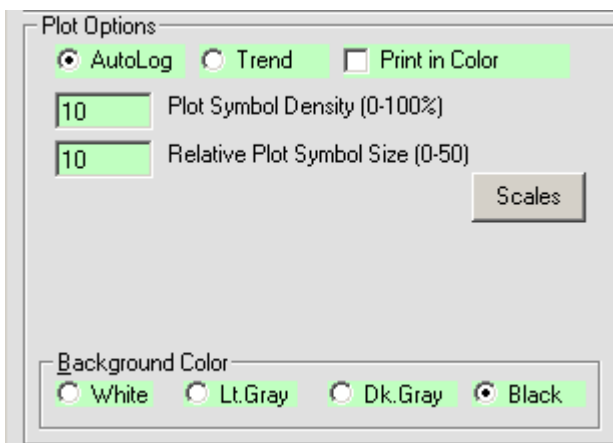 Plot Options
AutoLog Trend Print in Color
10 Plot Symbol Density (0-100%)
10 Relative Plot Symbol Size (0-50)
Scales
Background Color
White Lt.Gray Dk.Gray Black